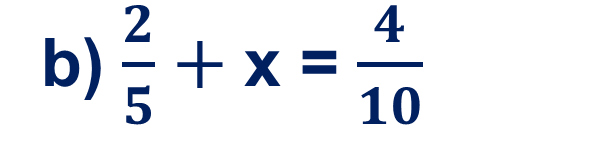 b) 2/5 + x = 4/10